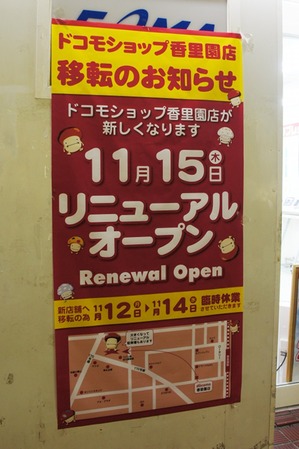 FOMA
ドコモショップ香里園店
移転のお知らせ
ドコモショップ香里園店が
新しくなります
11月15日(木)
リニューアル
オープン
Renewal Open
新店舗へ
移転の為
11月12日(月)▶11月14日(水)
臨時休業
させていただきます